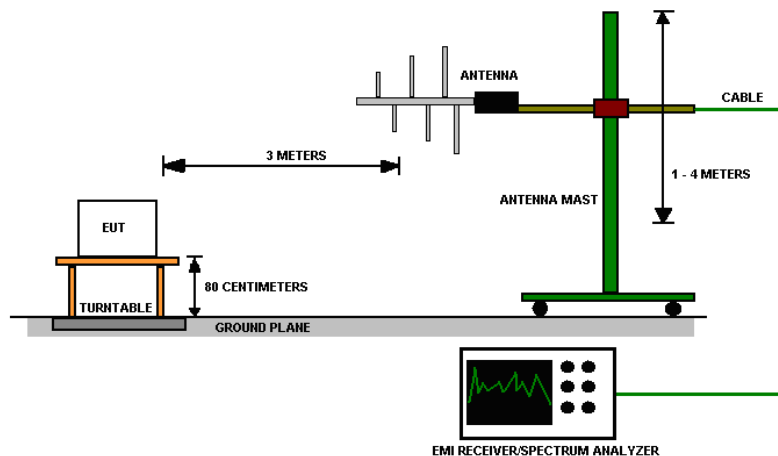 ANTENNA
CABLE
3 METERS
1 - 4 METERS
ANTENNA MAST
EUT
80 CENTIMETERS
TURNTABLE
GROUND PLANE
EMI RECEIVER/SPECTRUM ANALYZER